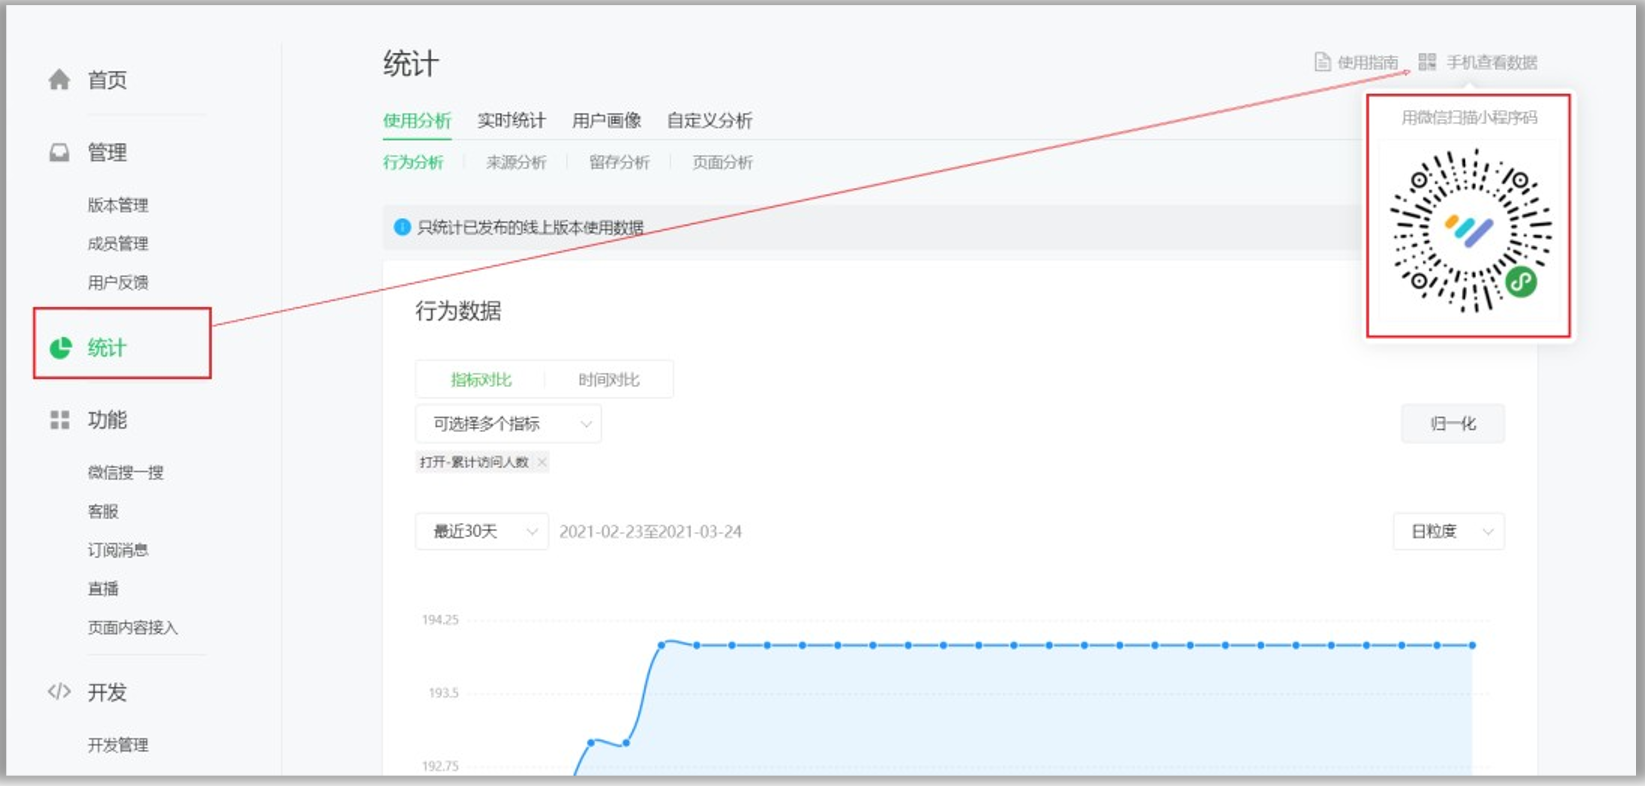 首页
管理
版本管理
成员管理
用户反馈
统计
功能
微信搜一搜
客服
订阅消息
直播
页面内容接入
开发
开发管理
统计
使用指南 手机查看数据
用微信扫描小程序码
使用分析 实时统计 用户画像 自定义分析
行为分析 来源分析 留存分析 页面分析
只统计已发布的线上版本使用数据
行为数据
指标对比 时间对比
可选择多个指标 归一化
打开-累计访问人数
最近30天 2021-02-23至2021-03-24 日粒度
194.25
193.5
192.75